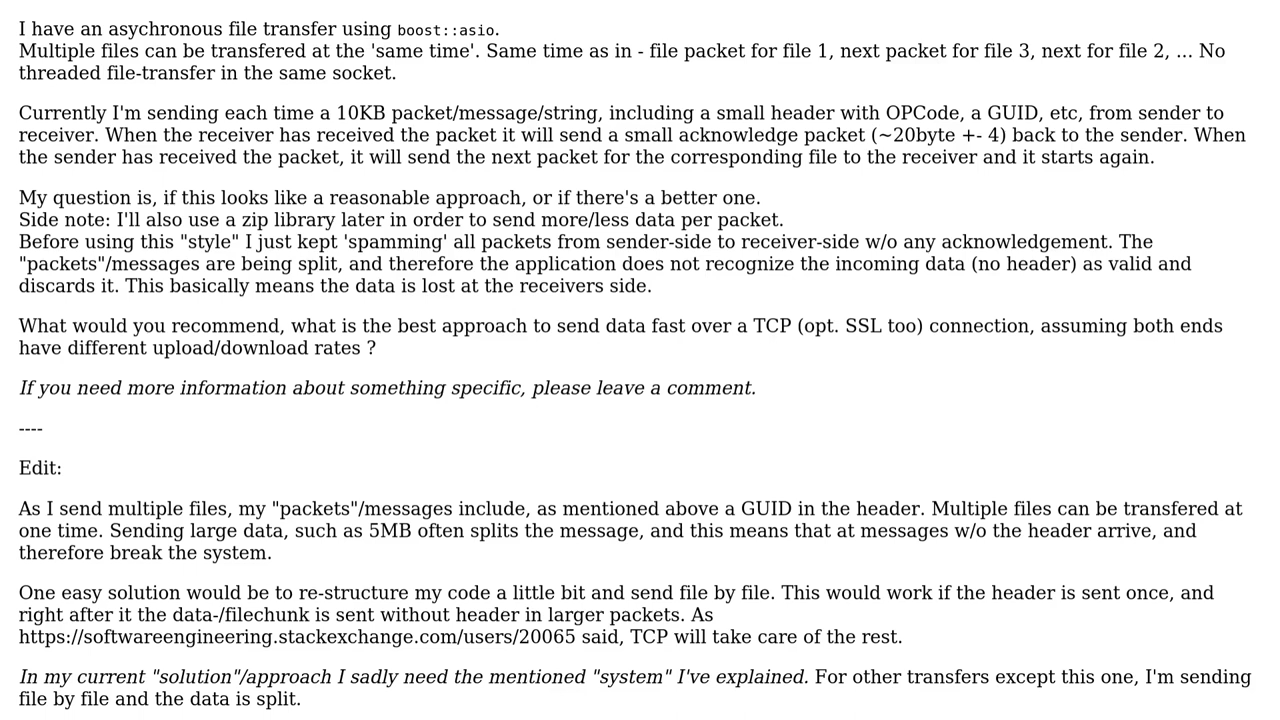 I have an asychronous file transfer using boost::asio.
Multiple files can be transfered at the 'same time'. Same time as in - file packet for file 1, next packet for file 3, next for file 2, ... No
threaded file-transfer in the same socket.
Currently I'm sending each time a 10KB packet/message/string, including a small header with OPCode, a GUID, etc, from sender to
receiver. When the receiver has received the packet it will send a small acknowledge packet (~20byte +- 4) back to the sender. When
the sender has received the packet, it will send the next packet for the corresponding file to the receiver and it starts again.
My question is, if this looks like a reasonable approach, or if there's a better one.
Side note: I'll also use a zip library later in order to send more/less data per packet.
Before using this "style" I just kept 'spamming' all packets from sender-side to receiver-side w/o any acknowledgement. The
"packets"/messages are being split, and therefore the application does not recognize the incoming data (no header) as valid and
discards it. This basically means the data is lost at the receivers side.
What would you recommend, what is the best approach to send data fast over a TCP (opt. SSL too) connection, assuming both ends
have different upload/download rates ?
If you need more information about something specific, please leave a comment.
----
Edit:
As I send multiple files, my "packets"/messages include, as mentioned above a GUID in the header. Multiple files can be transfered at
one time. Sending large data, such as 5MB often splits the message, and this means that at messages w/o the header arrive, and
therefore break the system.
One easy solution would be to re-structure my code a little bit and send file by file. This would work if the header is sent once, and
right after it the data-/filechunk is sent without header in larger packets. As
https://softwareengineering.stackexchange.com/users/20065 said, TCP will take care of the rest.
In my current "solution"/approach I sadly need the mentioned "system" I've explained. For other transfers except this one, I'm sending
file by file and the data is split.